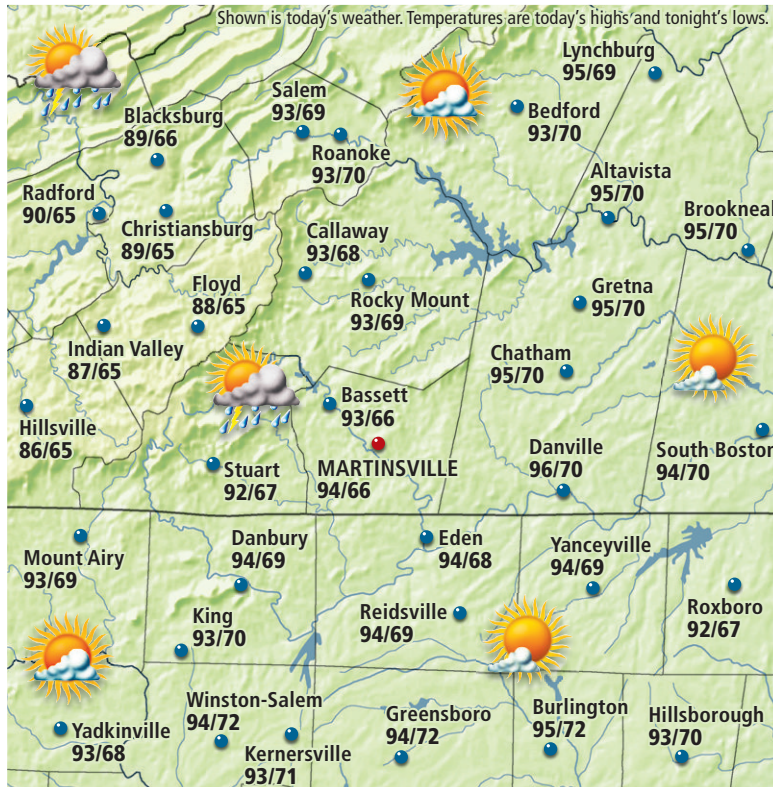 Shown is today's weather. Temperatures are today's highs and tonight's lows.
Lynchburg
95/69
Salem
93/69
Bedford
93/70
Blacksburg
89/66
Roanoke
93/70
Altavista
95/70
Radford
90/65
Brookneal
95/70
Christiansburg
89/65
Callaway
93/68
Floyd
88/65
Rocky Mount
93/69
Gretna
95/70
Indian Valley
87/65
Chatham
95/70
Bassett
93/66
Hillsville
86/65
Stuart
92/67
MARTINSVILLE
94/66
Danville
96/70
South Boston
94/70
Mount Airy
93/69
Danbury
94/69
Eden
94/68
Yanceyville
94/69
King
93/70
Reidsville
94/69
Roxboro
92/67
Winston-Salem
94/72
Greensboro
94/72
Burlington
95/72
Hillsborough
93/70
Yadkinville
93/68
Kernersville
93/71